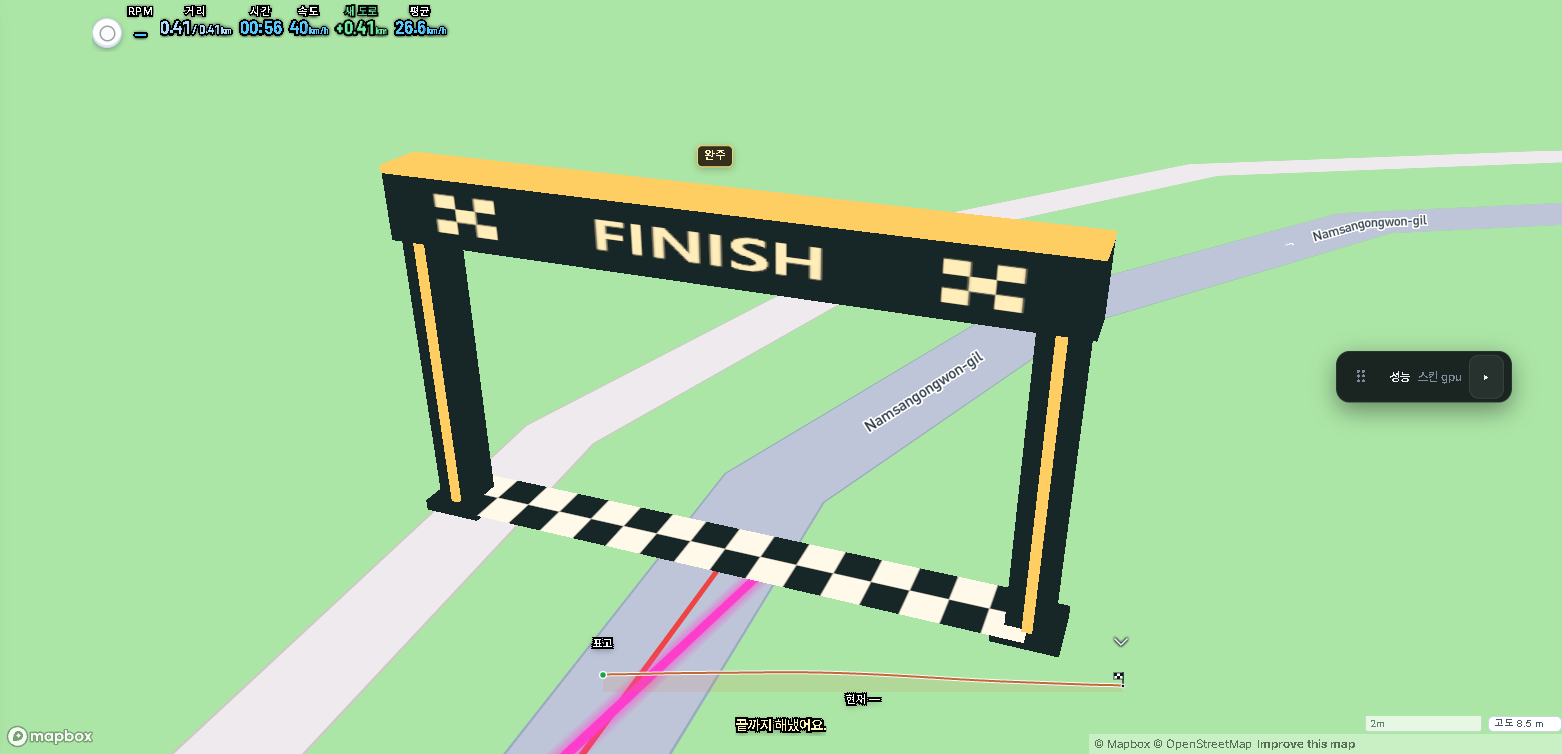 RPM 거리 시간 속도 새 도로 평균
— 0.41/0.41km 00:56 40km/h +0.41km 26.6km/h
완주
FINISH
Namsangongwon-gil
Namsangongwon-gil
성능 스킨 gpu
표고
현재 —
끝까지 해냈어요.
2m
고도 8.5 m
mapbox
© Mapbox © OpenStreetMap Improve this map